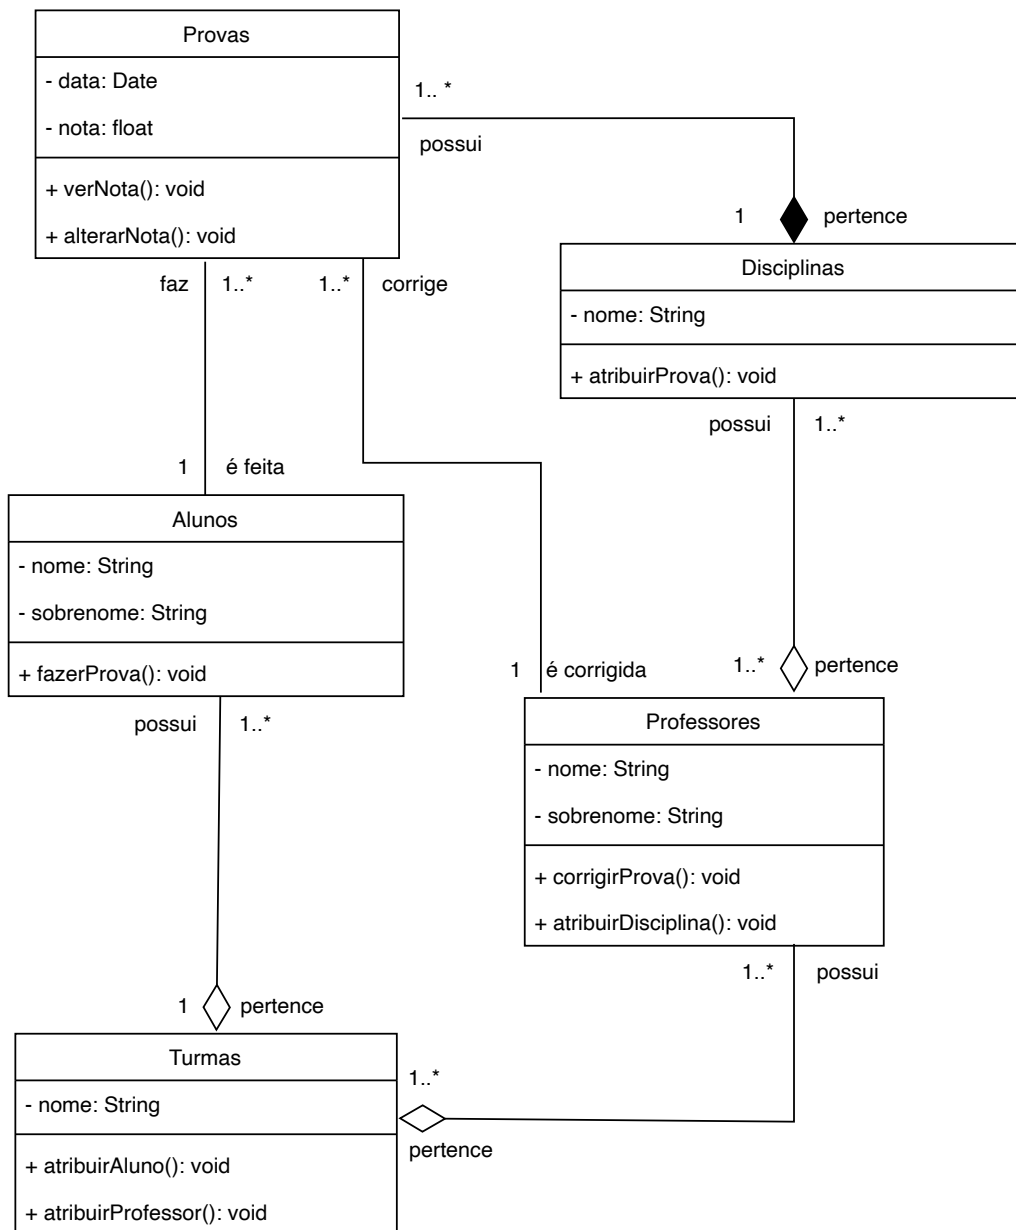 Provas
- data: Date
- nota: float
+ verNota(): void
+ alterarNota(): void
1.. *
possui
1
pertence
Disciplinas
- nome: String
+ atribuirProva(): void
faz
1..*
1..*
corrige
possui
1..*
1
é feita
Alunos
- nome: String
- sobrenome: String
+ fazerProva(): void
1
é corrigida
1..*
pertence
Professores
- nome: String
- sobrenome: String
+ corrigirProva(): void
+ atribuirDisciplina(): void
possui
1..*
1..*
possui
1
pertence
Turmas
- nome: String
+ atribuirAluno(): void
+ atribuirProfessor(): void
1..*
pertence